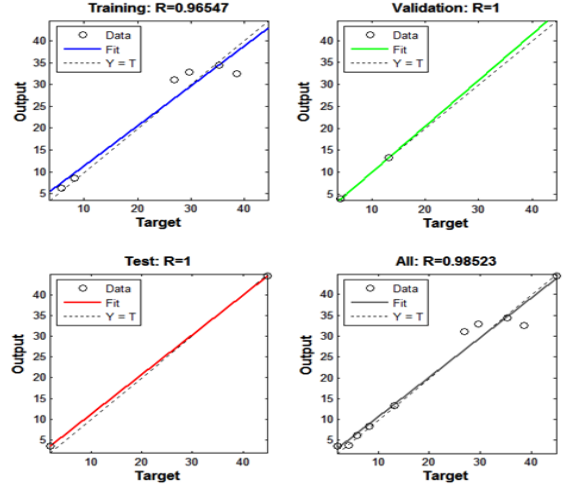 Training: R=0.96547
Output
40
35
30
25
20
15
10
5
Data
Fit
Y = T
10 20 30 40
Target
Validation: R=1
Output
40
35
30
25
20
15
10
5
Data
Fit
Y = T
10 20 30 40
Target
Test: R=1
Output
40
35
30
25
20
15
10
5
Data
Fit
Y = T
10 20 30 40
Target
All: R=0.98523
Output
40
35
30
25
20
15
10
5
Data
Fit
Y = T
10 20 30 40
Target